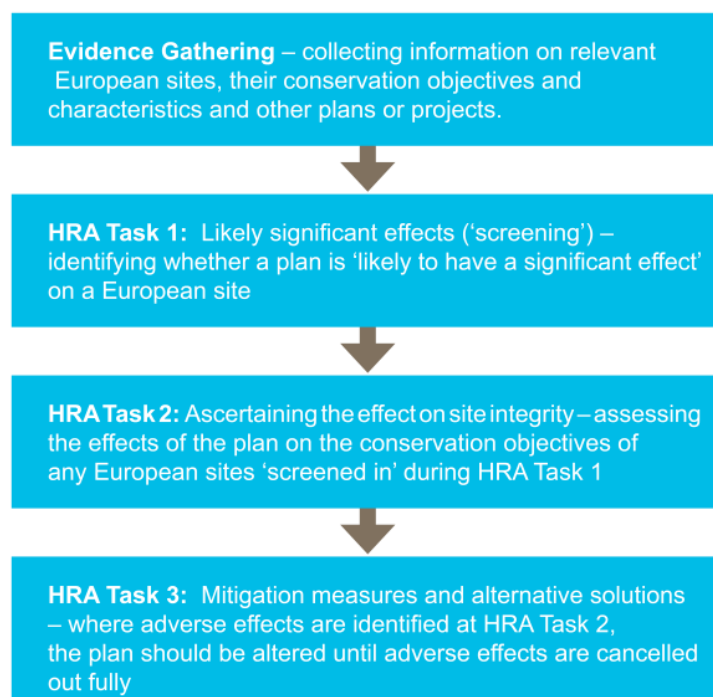 Evidence Gathering – collecting information on relevant
European sites, their conservation objectives and
characteristics and other plans or projects.
HRA Task 1: Likely significant effects (‘screening’) –
identifying whether a plan is ‘likely to have a significant effect’
on a European site
HRA Task 2: Ascertaining the effect on site integrity – assessing
the effects of the plan on the conservation objectives of
any European sites ‘screened in’ during HRA Task 1
HRA Task 3: Mitigation measures and alternative solutions
– where adverse effects are identified at HRA Task 2,
the plan should be altered until adverse effects are cancelled
out fully